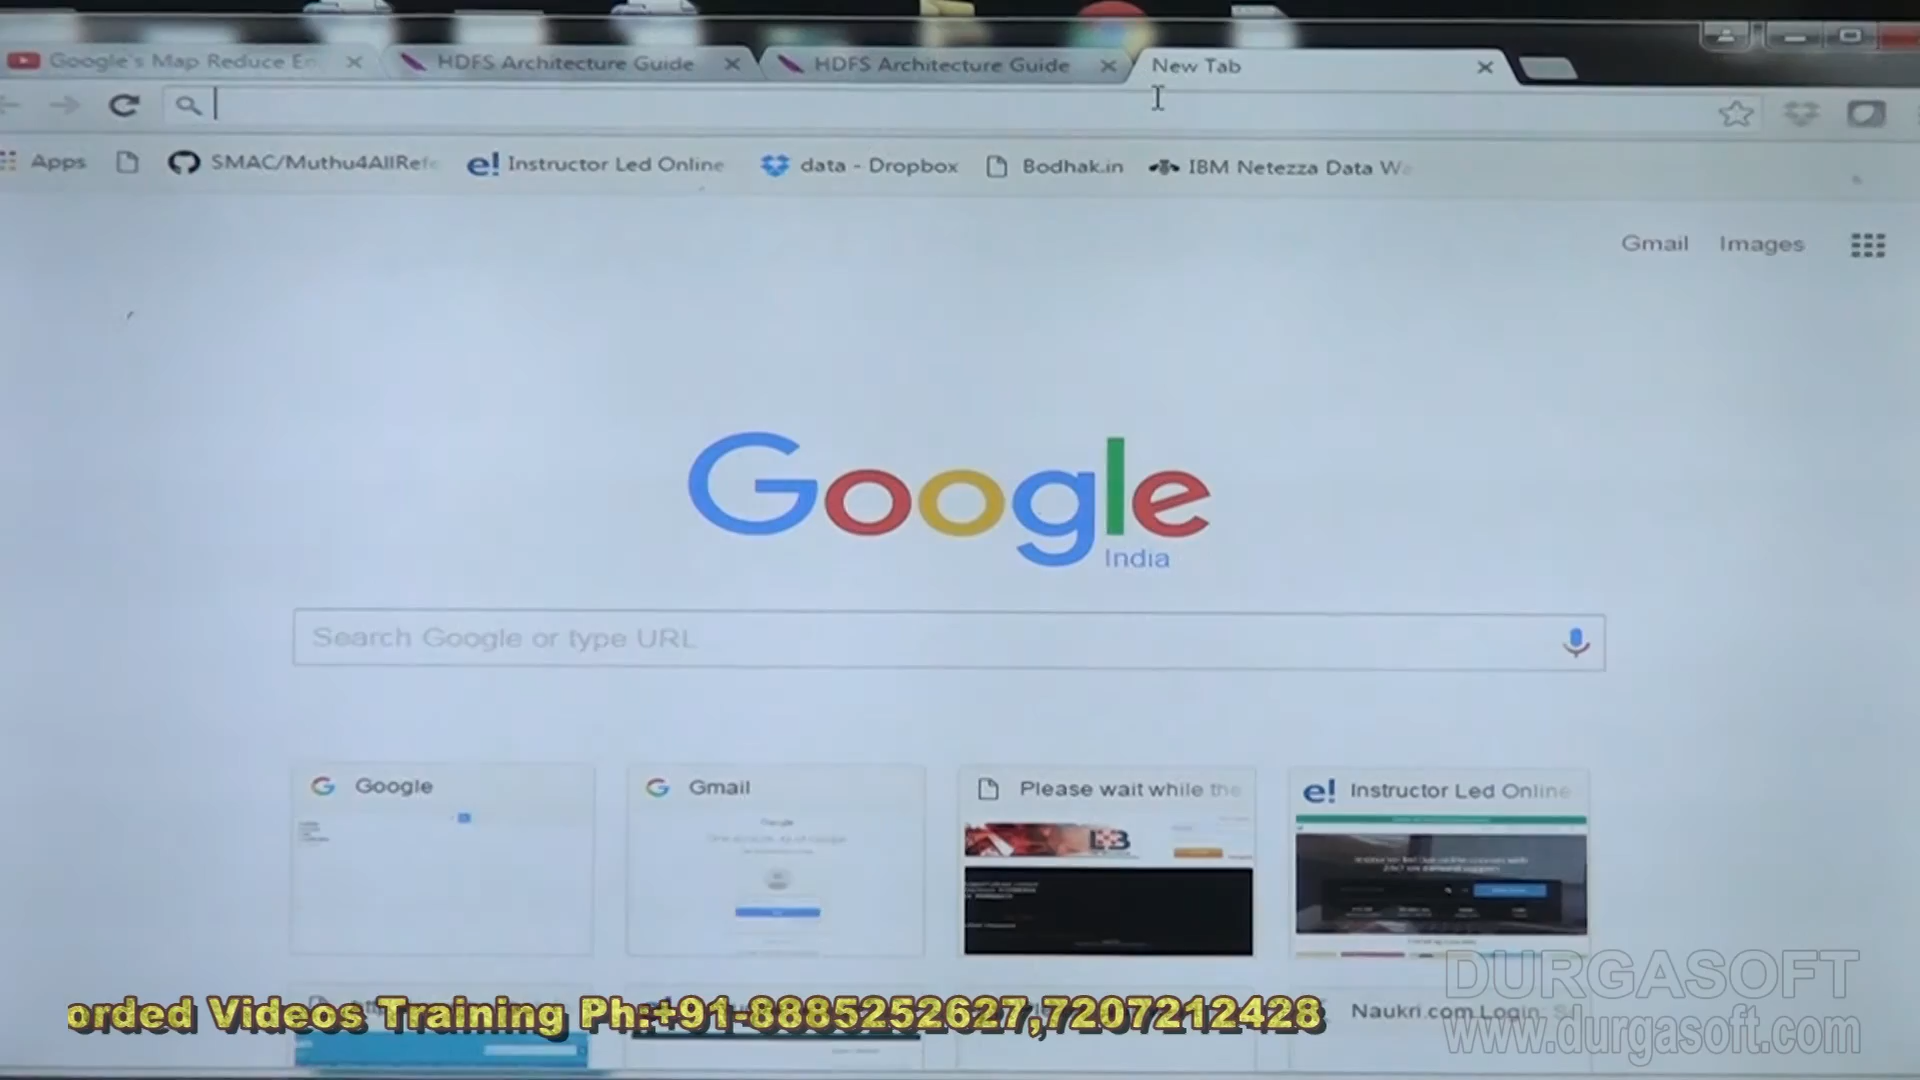 Google's Map Reduce En
HDFS Architecture Guide
HDFS Architecture Guide
New Tab
Apps
SMAC/Muthu4AllRefe
Instructor Led Online
data - Dropbox
Bodhak.in
IBM Netezza Data Wa
Gmail Images
Google
India
Search Google or type URL
Google
Gmail
Please wait while the
e! Instructor Led Online
DURGASOFT
orded Videos Training Ph:+91-8885252627,7207212428
Naukri.com Login:
www.durgasoft.com